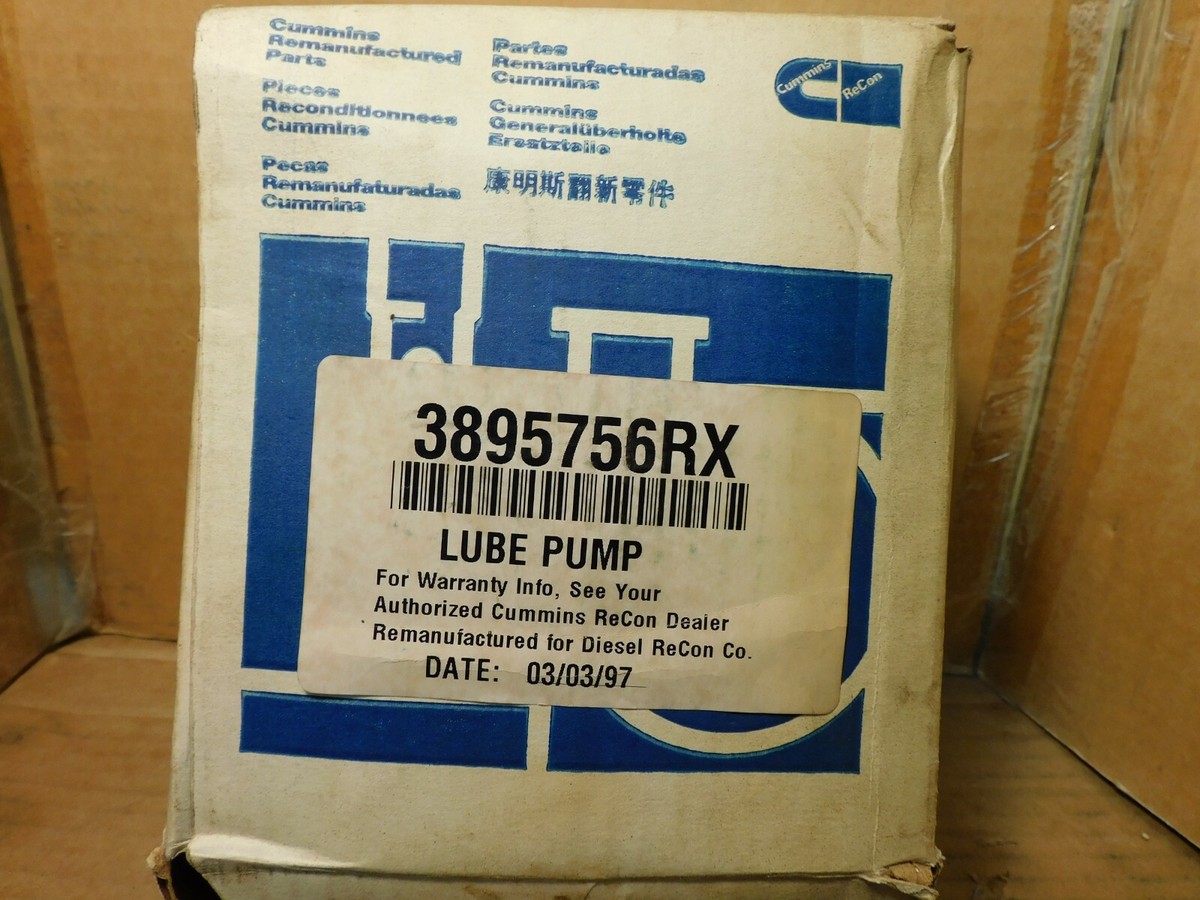 Cummins
Remanufactured
Parts
Pieces
Reconditionnees
Cummins
Pecas
Remanufaturadas
Cummins
Partes
Remanufacturadas
Cummins
Cummins
Generalüberholte
Ersatzteile
康明斯翻新零件
Cummins ReCon
3895756RX
LUBE PUMP
For Warranty Info, See Your
Authorized Cummins ReCon Dealer
Remanufactured for Diesel ReCon Co.
DATE: 03/03/97